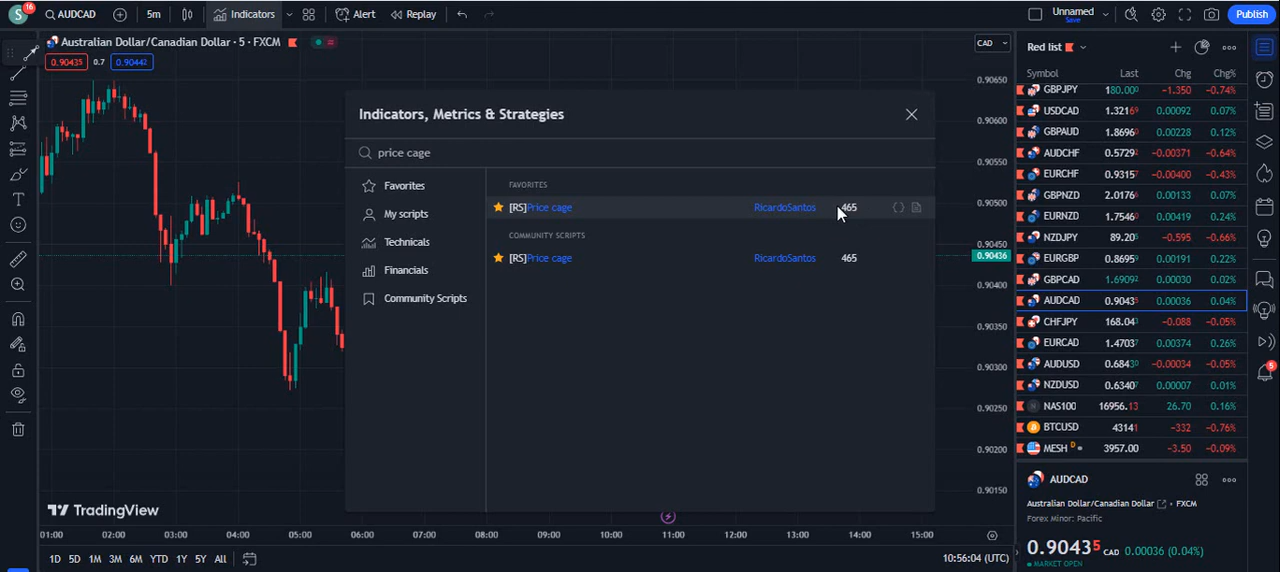 S 16 AUDCAD 5m Indicators Alert Replay Unnamed Save Publish
Australian Dollar/Canadian Dollar · 5 · FXCM
0.90435 0.7 0.90442
CAD
0.90650
0.90600
0.90550
0.90500
0.90450
0.90436
0.90400
0.90350
0.90300
0.90250
0.90200
0.90150
Indicators, Metrics & Strategies
price cage
Favorites
My scripts
Technicals
Financials
Community Scripts
FAVORITES
[RS]Price cage RicardoSantos 465
COMMUNITY SCRIPTS
[RS]Price cage RicardoSantos 465
TradingView
01:00 02:00 03:00 04:00 05:00 06:00 07:00 08:00 09:00 10:00 11:00 12:00 13:00 14:00 15:00
1D 5D 1M 3M 6M YTD 1Y 5Y All 10:56:04 (UTC)
Red list
Symbol Last Chg Chg%
GBPJPY 180.000 -1.350 -0.74%
USDCAD 1.32169 0.00092 0.07%
GBPAUD 1.86960 0.00228 0.12%
AUDCHF 0.57292 -0.00371 -0.64%
EURCHF 0.93157 -0.00400 -0.43%
GBPNZD 2.01766 0.00133 0.07%
EURNZD 1.75460 0.00419 0.24%
NZDJPY 89.205 -0.595 -0.66%
EURGBP 0.86959 0.00191 0.22%
GBPCAD 1.69092 0.00030 0.02%
AUDCAD 0.90435 0.00036 0.04%
CHFJPY 168.043 -0.088 -0.05%
EURCAD 1.47037 0.00374 0.26%
AUDUSD 0.68430 -0.00034 -0.05%
NZDUSD 0.63407 0.00007 0.01%
NAS100 16956.13 26.70 0.16%
BTCUSD 43141 -332 -0.76%
MESH D 3957.00 -3.50 -0.09%
AUDCAD
Australian Dollar/Canadian Dollar • FXCM
Forex Minor: Pacific
0.90435 CAD 0.00036 (0.04%)
MARKET OPEN
5